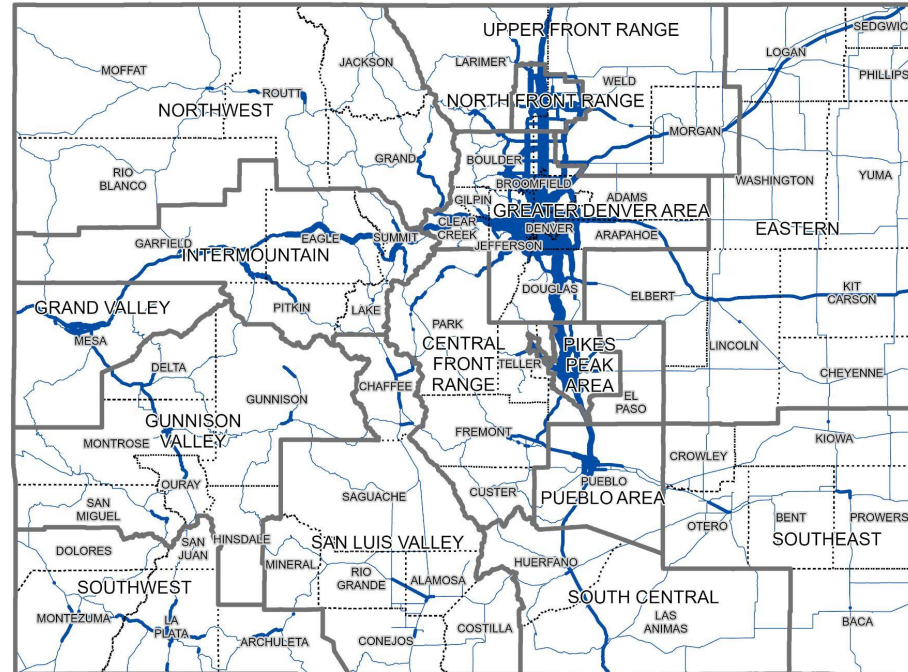 UPPER FRONT RANGE
SEDGWIC
LOGAN
JACKSON
LARIMER
MOFFAT
WELD
PHILLIPS
ROUTT
NORTHWEST
NORTH FRONT RANGE
MORGAN
GRAND
BOULDER
RIO
BLANCO
WASHINGTON
YUMA
BROOMFIELD
GILPIN
ADAMS
GREATER DENVER AREA
CLEAR
CREEK
DENVER
ARAPAHOE
EASTERN
EAGLE
SUMMIT
GARFIELD
JEFFERSON
INTERMOUNTAIN
DOUGLAS
ELBERT
KIT
CARSON
GRAND VALLEY
PITKIN
LAKE
PARK
MESA
CENTRAL
FRONT
RANGE
PIKES
PEAK
AREA
LINCOLN
TELLER
DELTA
CHEYENNE
CHAFFEE
GUNNISON
EL
PASO
GUNNISON
VALLEY
MONTROSE
FREMONT
KIOWA
CROWLEY
OURAY
SAGUACHE
CUSTER
PUEBLO
PUEBLO AREA
SAN
MIGUEL
OTERO
BENT
PROWERS
SOUTHEAST
SAN
JUAN
HINSDALE
SAN LUIS VALLEY
DOLORES
MINERAL
HUERFANO
RIO
GRANDE
ALAMOSA
SOUTHWEST
SOUTH CENTRAL
MONTEZUMA
LA
PLATA
ARCHULETA
CONEJOS
COSTILLA
LAS
ANIMAS
BACA